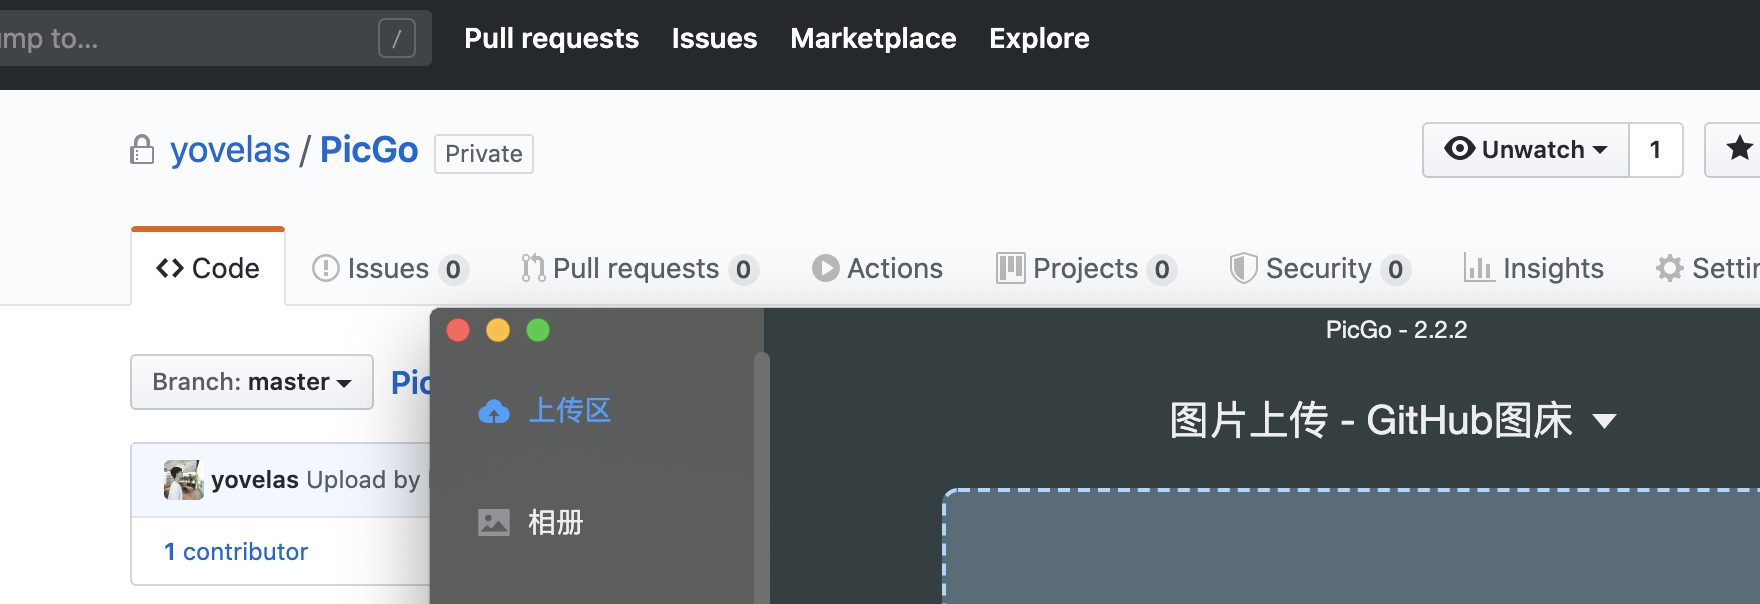 ump to... /
Pull requests Issues Marketplace Explore
yovelas / PicGo Private
Unwatch 1
Code Issues 0 Pull requests 0 Actions Projects 0 Security 0 Insights Settin
PicGo - 2.2.2
Branch: master Pic
上传区
图片上传 - GitHub图床
yovelas Upload by
相册
1 contributor